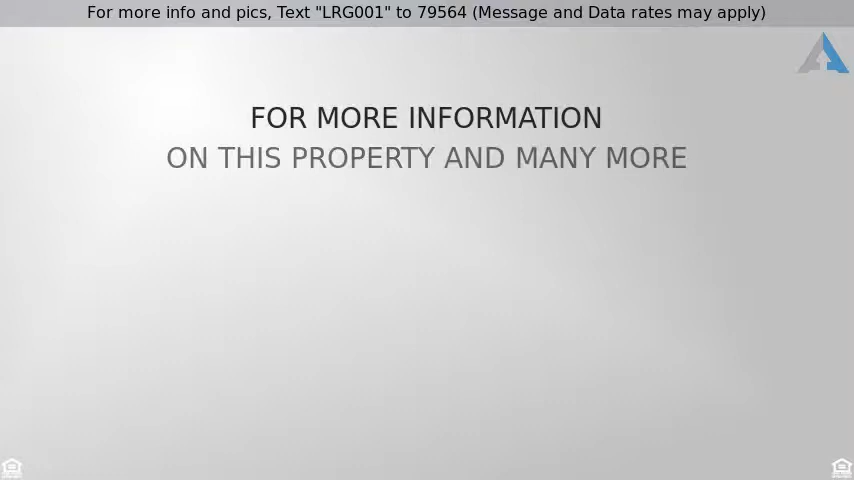 For more info and pics, Text "LRG001" to 79564 (Message and Data rates may apply)
FOR MORE INFORMATION
ON THIS PROPERTY AND MANY MORE